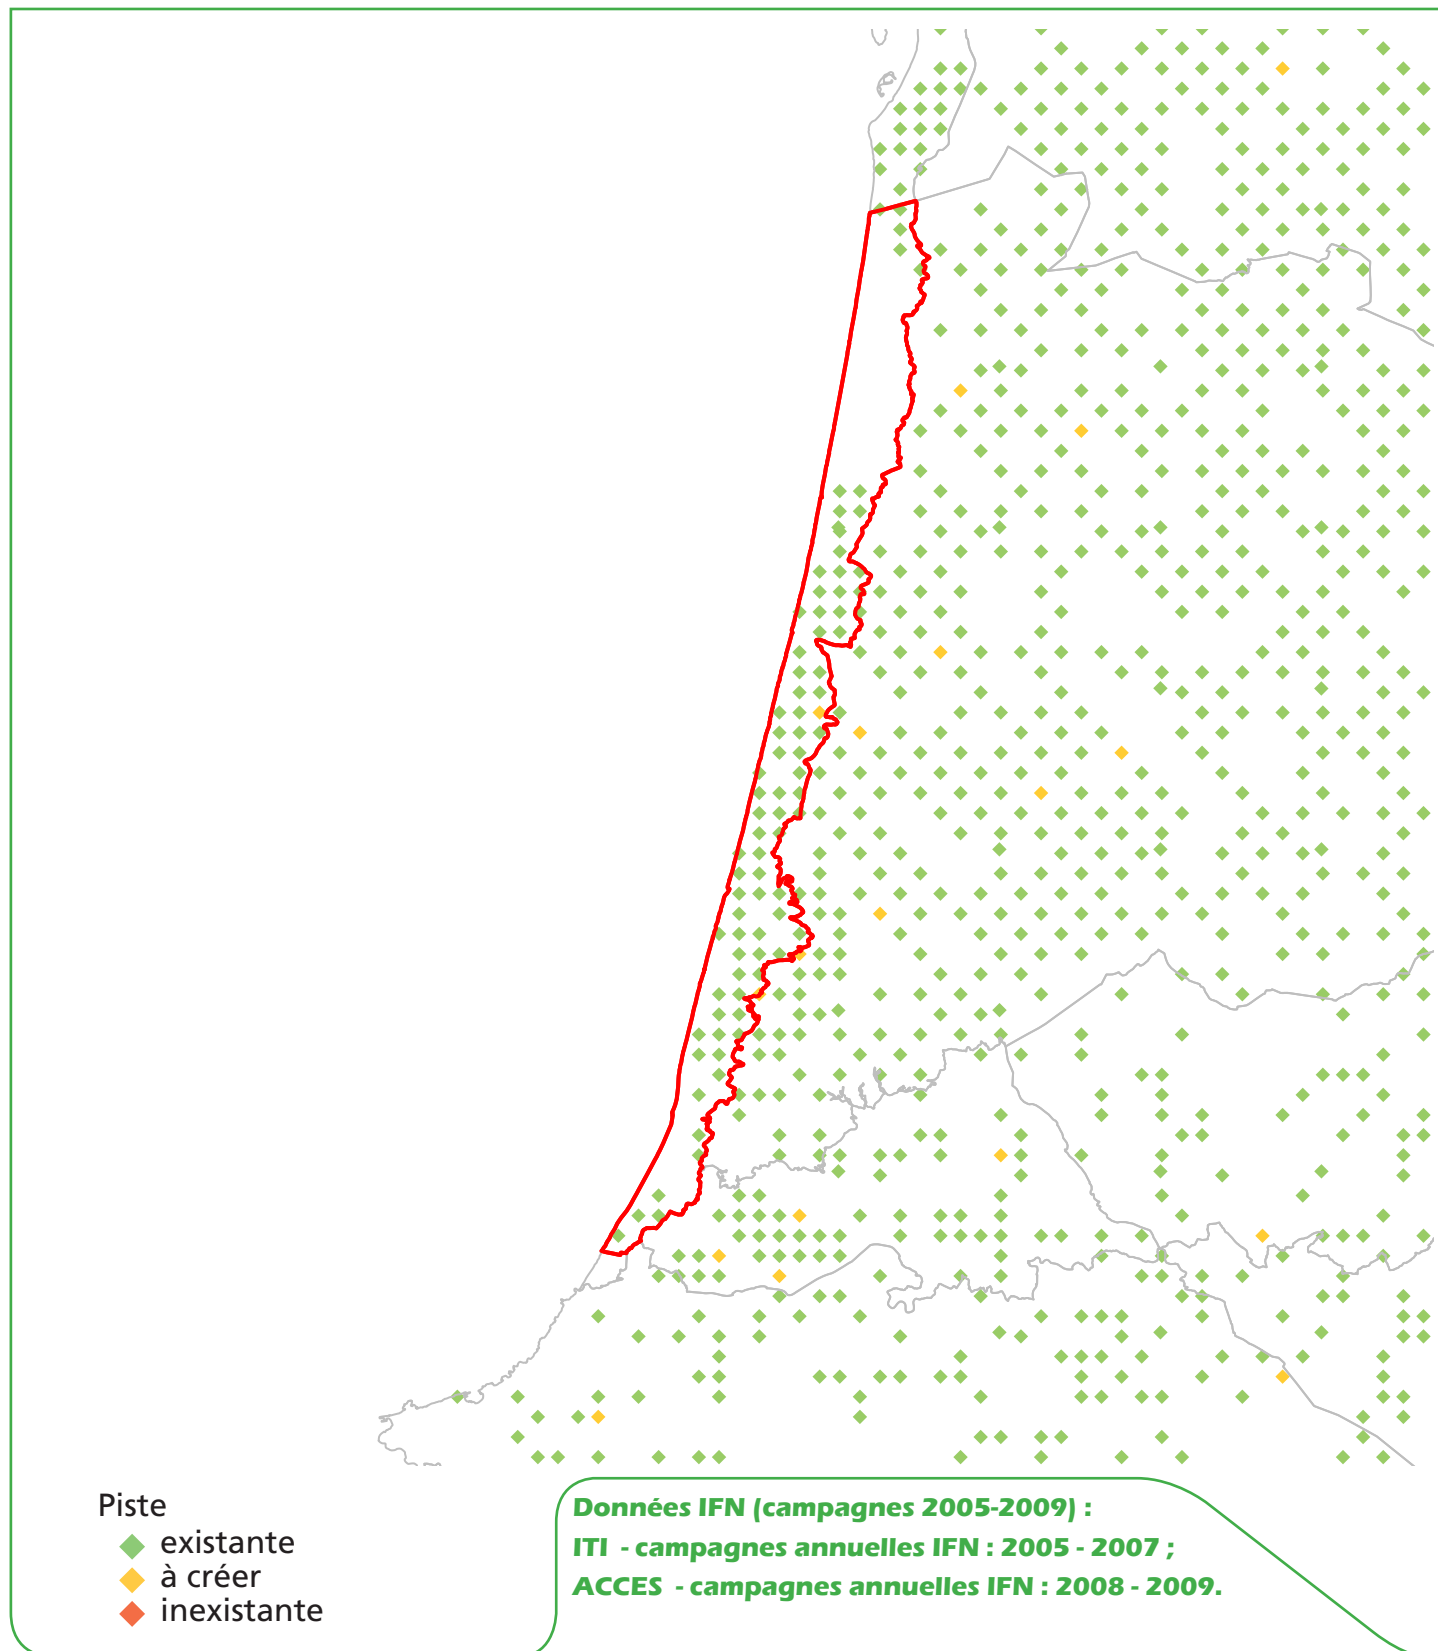 Piste
existante
à créer
inexistante
Données IFN (campagnes 2005-2009) :
ITI - campagnes annuelles IFN : 2005 - 2007 ;
ACCES - campagnes annuelles IFN : 2008 - 2009.